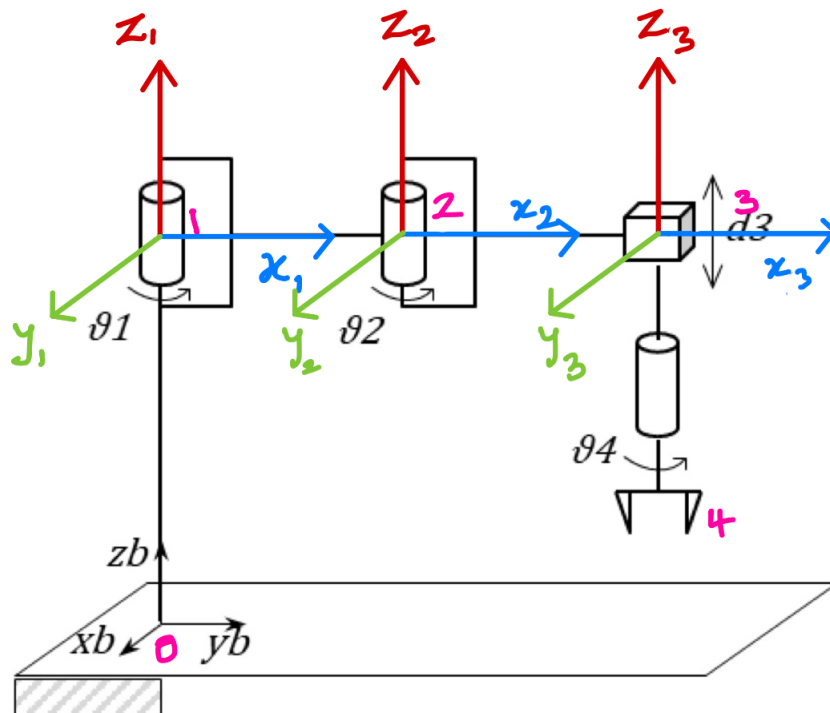 z₁ z₂ z₃
1 2 3
x₂ d3
x₁ x₃
y₁ ϑ1 y₂ ϑ2 y₃
ϑ4
4
zb
xb 0 yb